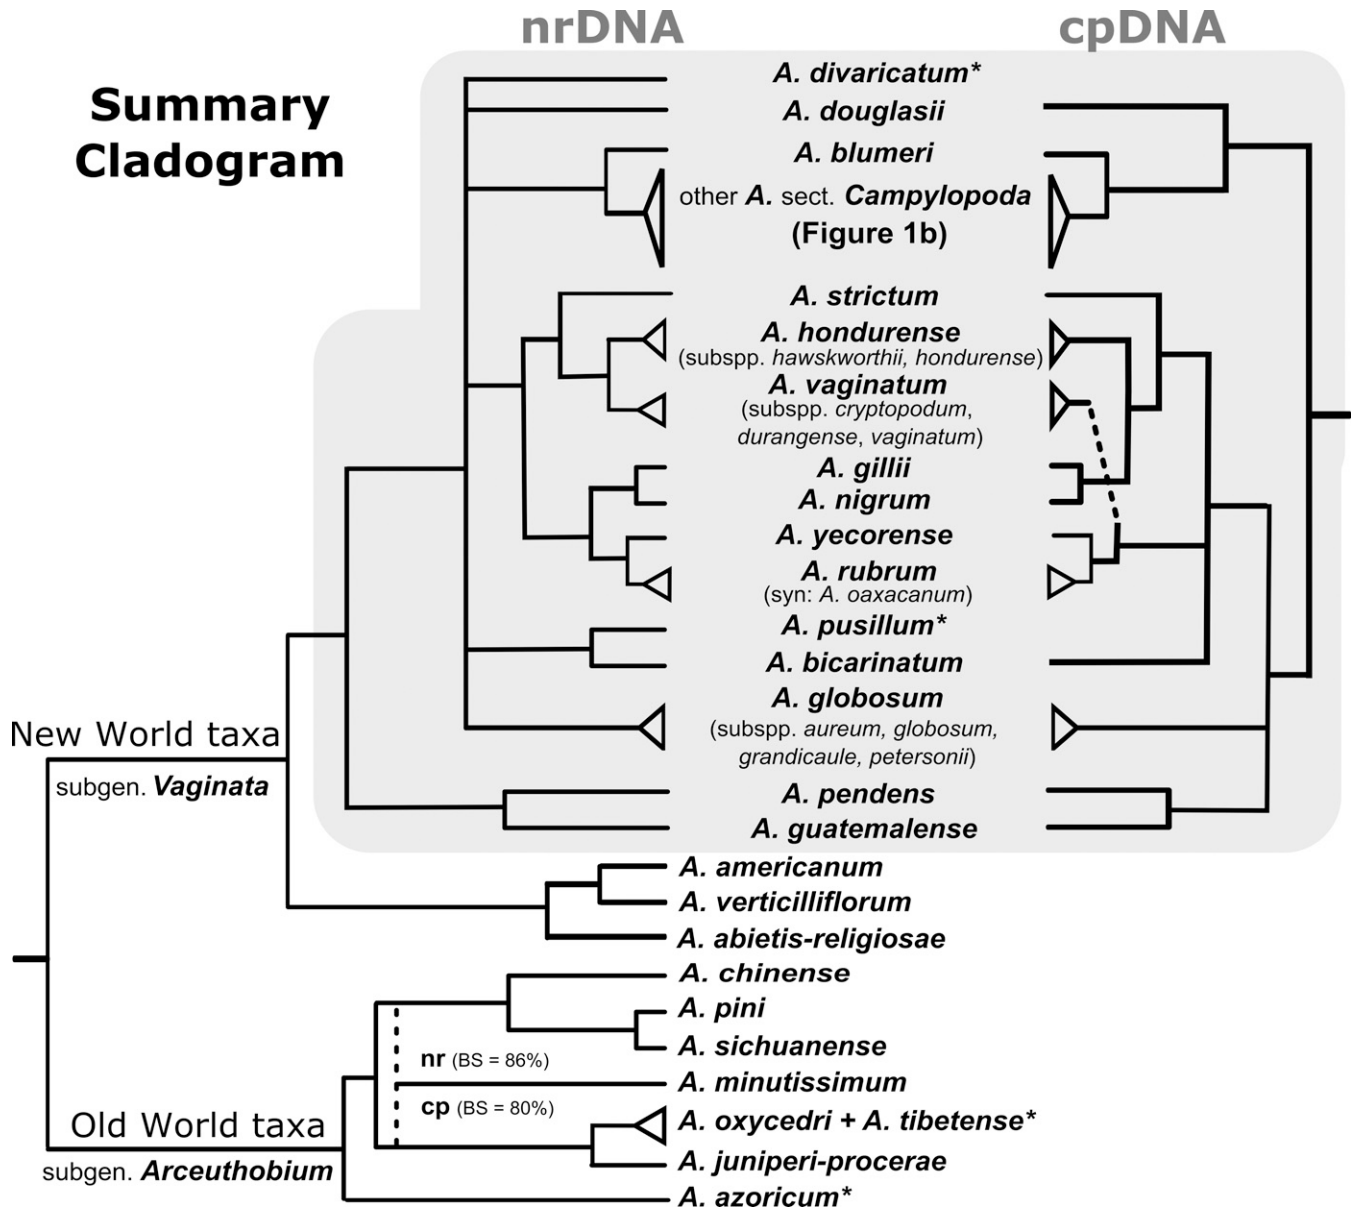 nrDNA
cpDNA
Summary
Cladogram
A. divaricatum*
A. douglasii
A. blumeri
other A. sect. Campylopoda
(Figure 1b)
A. strictum
A. hondurense
(subspp. hawskworthii, hondurense)
A. vaginatum
(subspp. cryptopodum,
durangense, vaginatum)
A. gillii
A. nigrum
A. yecorense
A. rubrum
(syn: A. oaxacanum)
A. pusillum*
A. bicarinatum
A. globosum
(subspp. aureum, globosum,
grandicaule, petersonii)
A. pendens
A. guatemalense
New World taxa
subgen. Vaginata
A. americanum
A. verticilliflorum
A. abietis-religiosae
A. chinense
A. pini
A. sichuanense
nr (BS = 86%)
A. minutissimum
cp (BS = 80%)
Old World taxa
subgen. Arceuthobium
A. oxycedri + A. tibetense*
A. juniperi-procerae
A. azoricum*